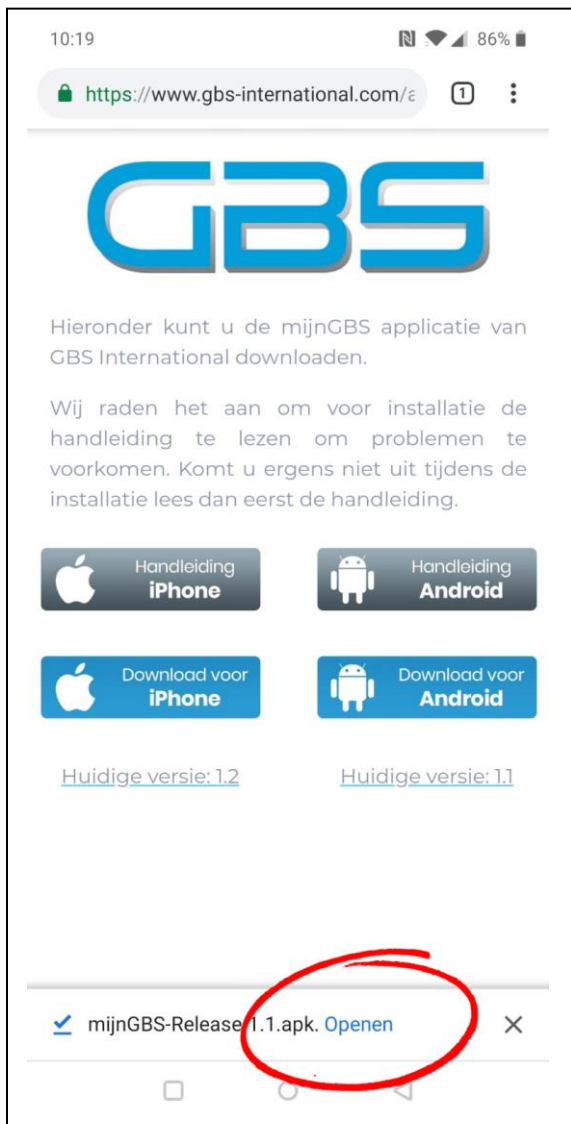 10:19 86%
https://www.gbs-international.com/a 1
GBS
Hieronder kunt u de mijnGBS applicatie van
GBS International downloaden.
Wij raden het aan om voor installatie de
handleiding te lezen om problemen te
voorkomen. Komt u ergens niet uit tijdens de
installatie lees dan eerst de handleiding.
Handleiding
iPhone
Handleiding
Android
Download voor
iPhone
Download voor
Android
Huidige versie: 1.2
Huidige versie: 1.1
mijnGBS-Release-1.1.apk. Openen